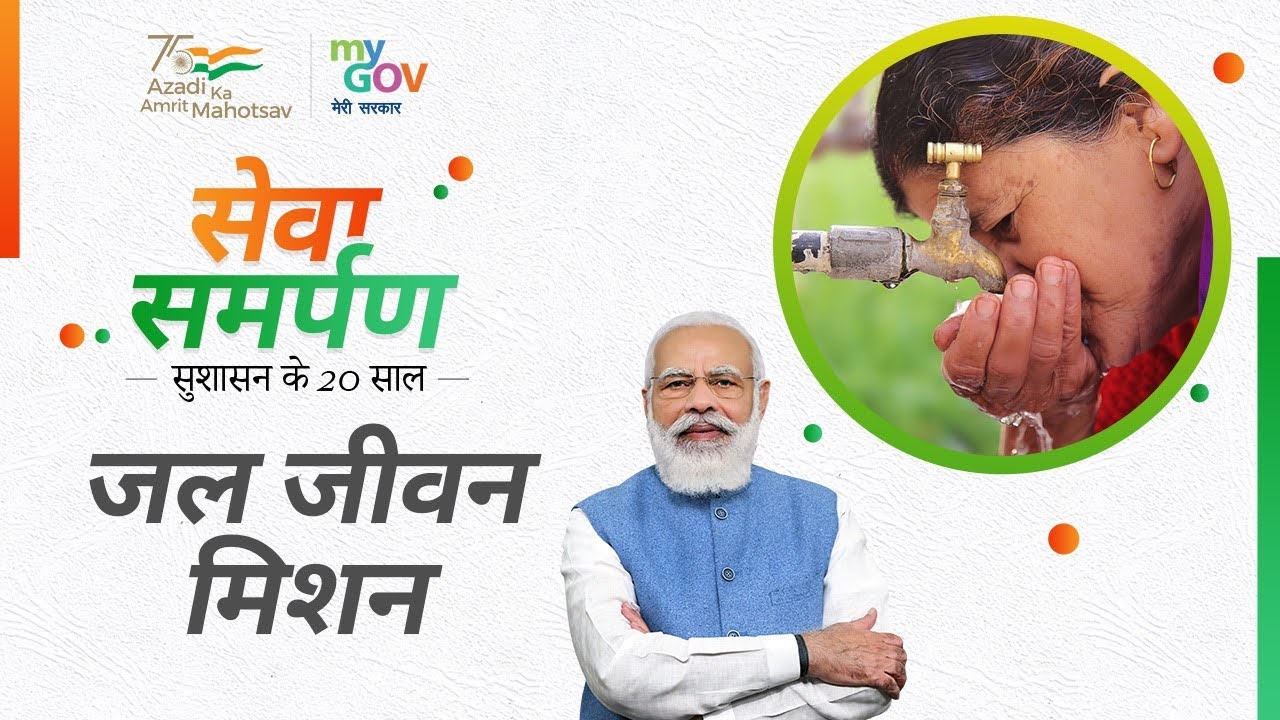 75
Azadi Ka
Amrit Mahotsav
my
GOV
मेरी सरकार
सेवा
समर्पण
सुशासन के 20 साल
जल जीवन
मिशन